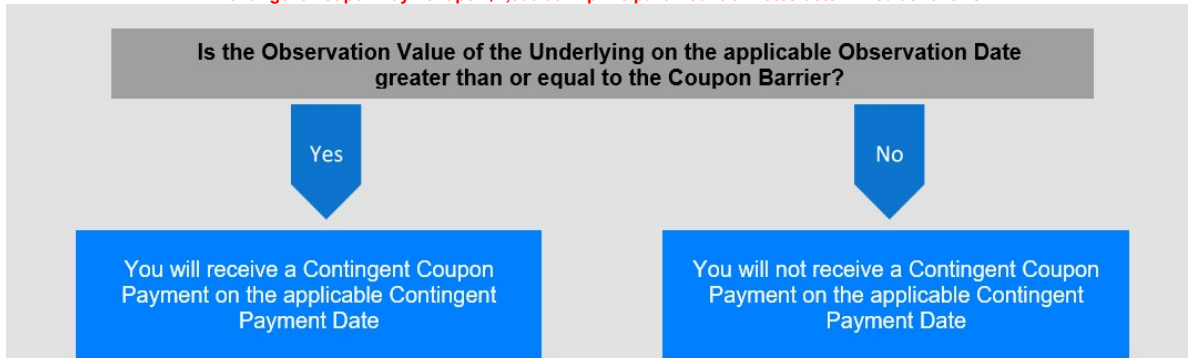 Is the Observation Value of the Underlying on the applicable Observation Date
greater than or equal to the Coupon Barrier?
Yes
No
You will receive a Contingent Coupon
Payment on the applicable Contingent
Payment Date
You will not receive a Contingent Coupon
Payment on the applicable Contingent
Payment Date